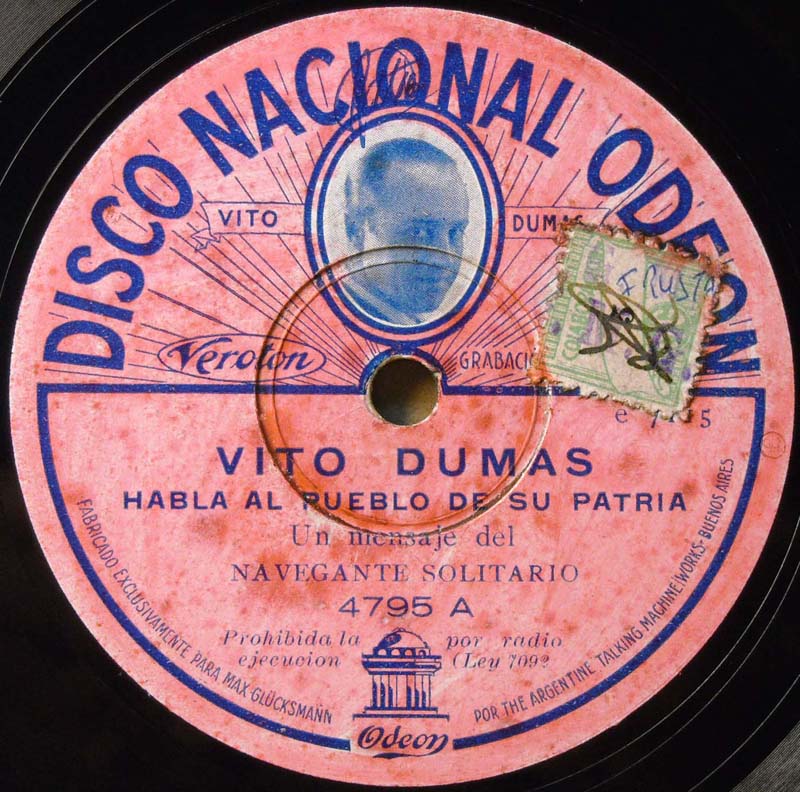 DISCO NACIONAL ODEON
VITO DUMAS
Veroton
VITO DUMAS
HABLA AL PUEBLO DE SU PATRIA
Un mensaje del
NAVEGANTE SOLITARIO
4795 A
Prohibida la por radio
ejecucion (Ley 7092
Odeon
FABRICADO EXCLUSIVAMENTE PARA MAX GLÜCKSMANN
POR THE ARGENTINE TALKING MACHINE WORKS-BUENOS AIRES